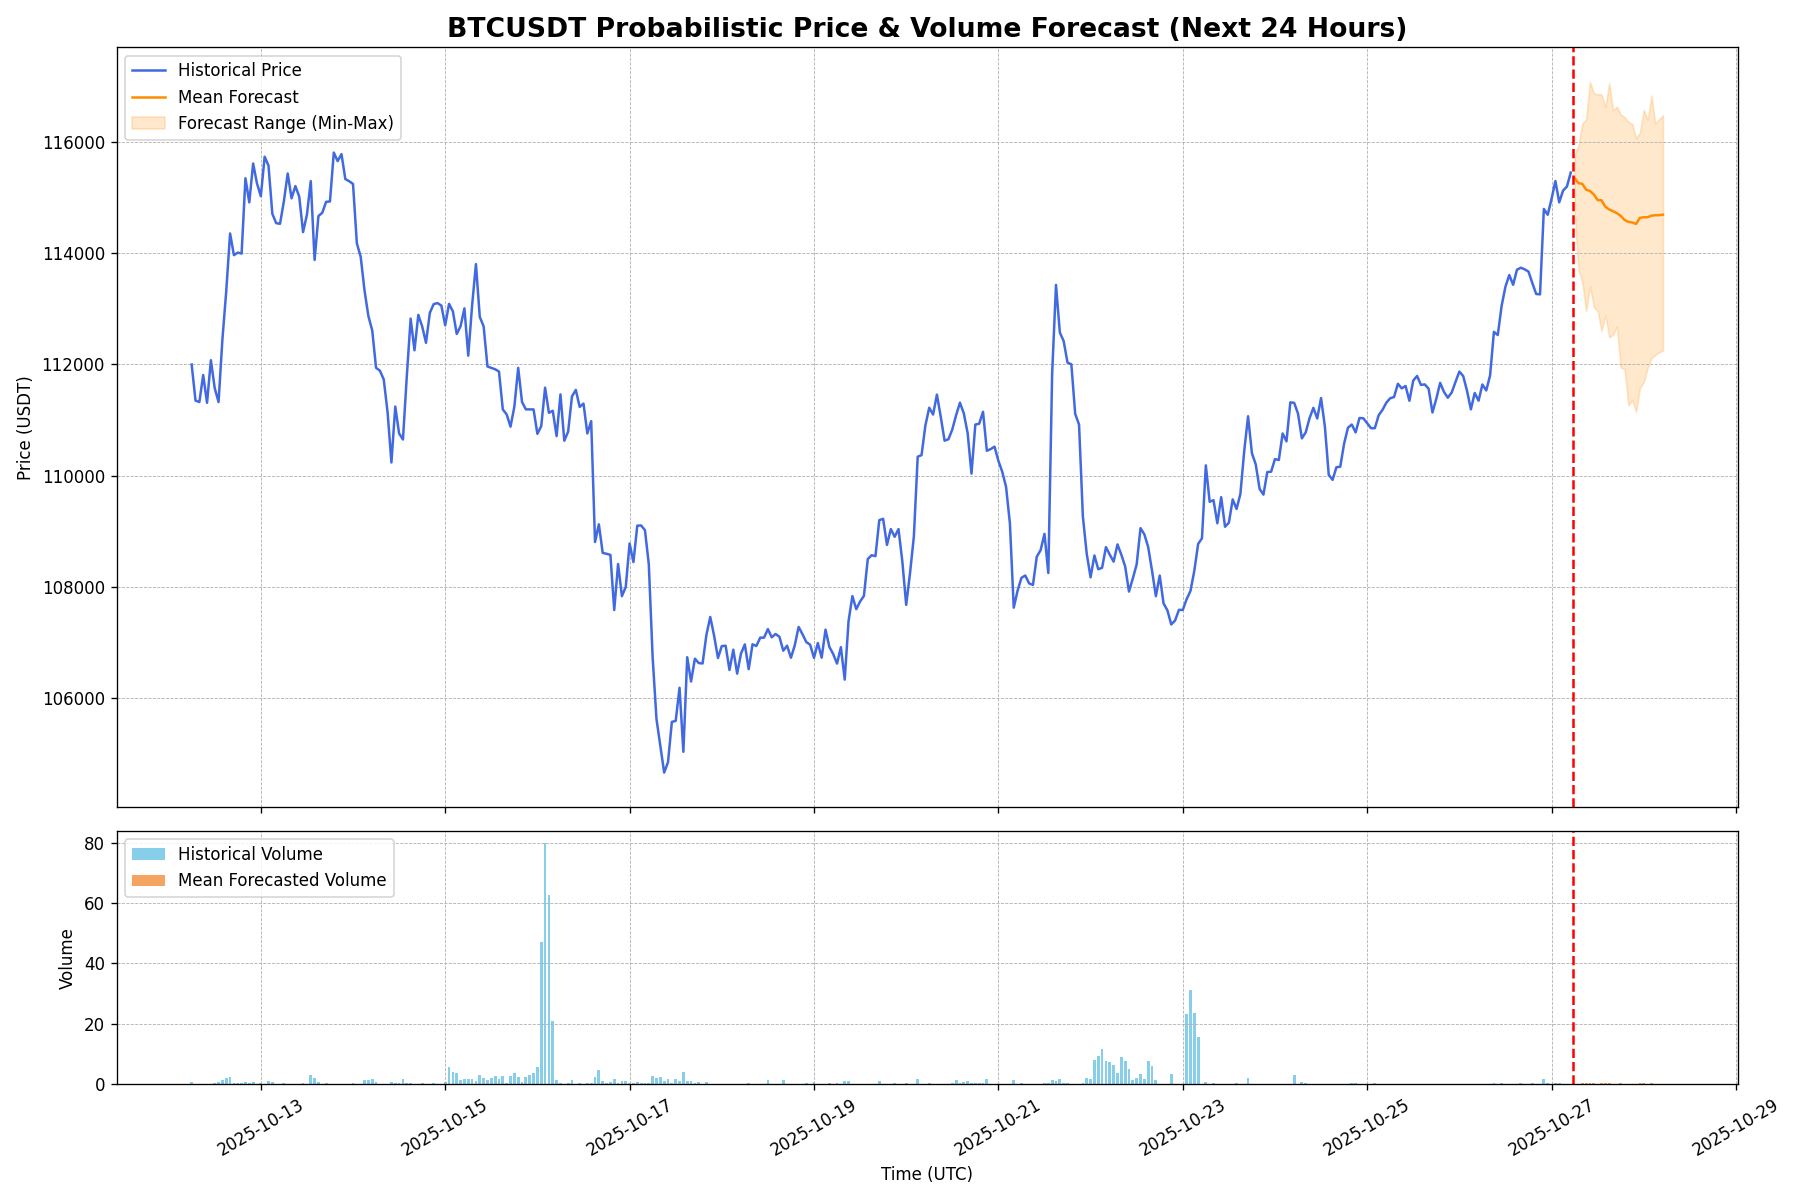 BTCUSDT Probabilistic Price & Volume Forecast (Next 24 Hours)
Historical Price
Mean Forecast
Forecast Range (Min-Max)
116000
114000
112000
110000
108000
106000
Price (USDT)
Historical Volume
Mean Forecasted Volume
80
60
40
20
0
Volume
2025-10-13
2025-10-15
2025-10-17
2025-10-19
2025-10-21
2025-10-23
2025-10-25
2025-10-27
2025-10-29
Time (UTC)